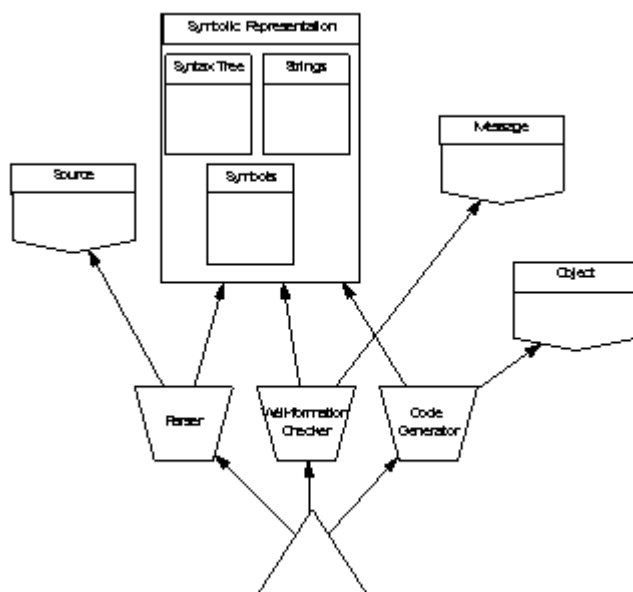 Symbolic Representation
Syntax Tree
Strings
Message
Source
Symbols
Object
Parser
Well-formation
Checker
Code
Generator